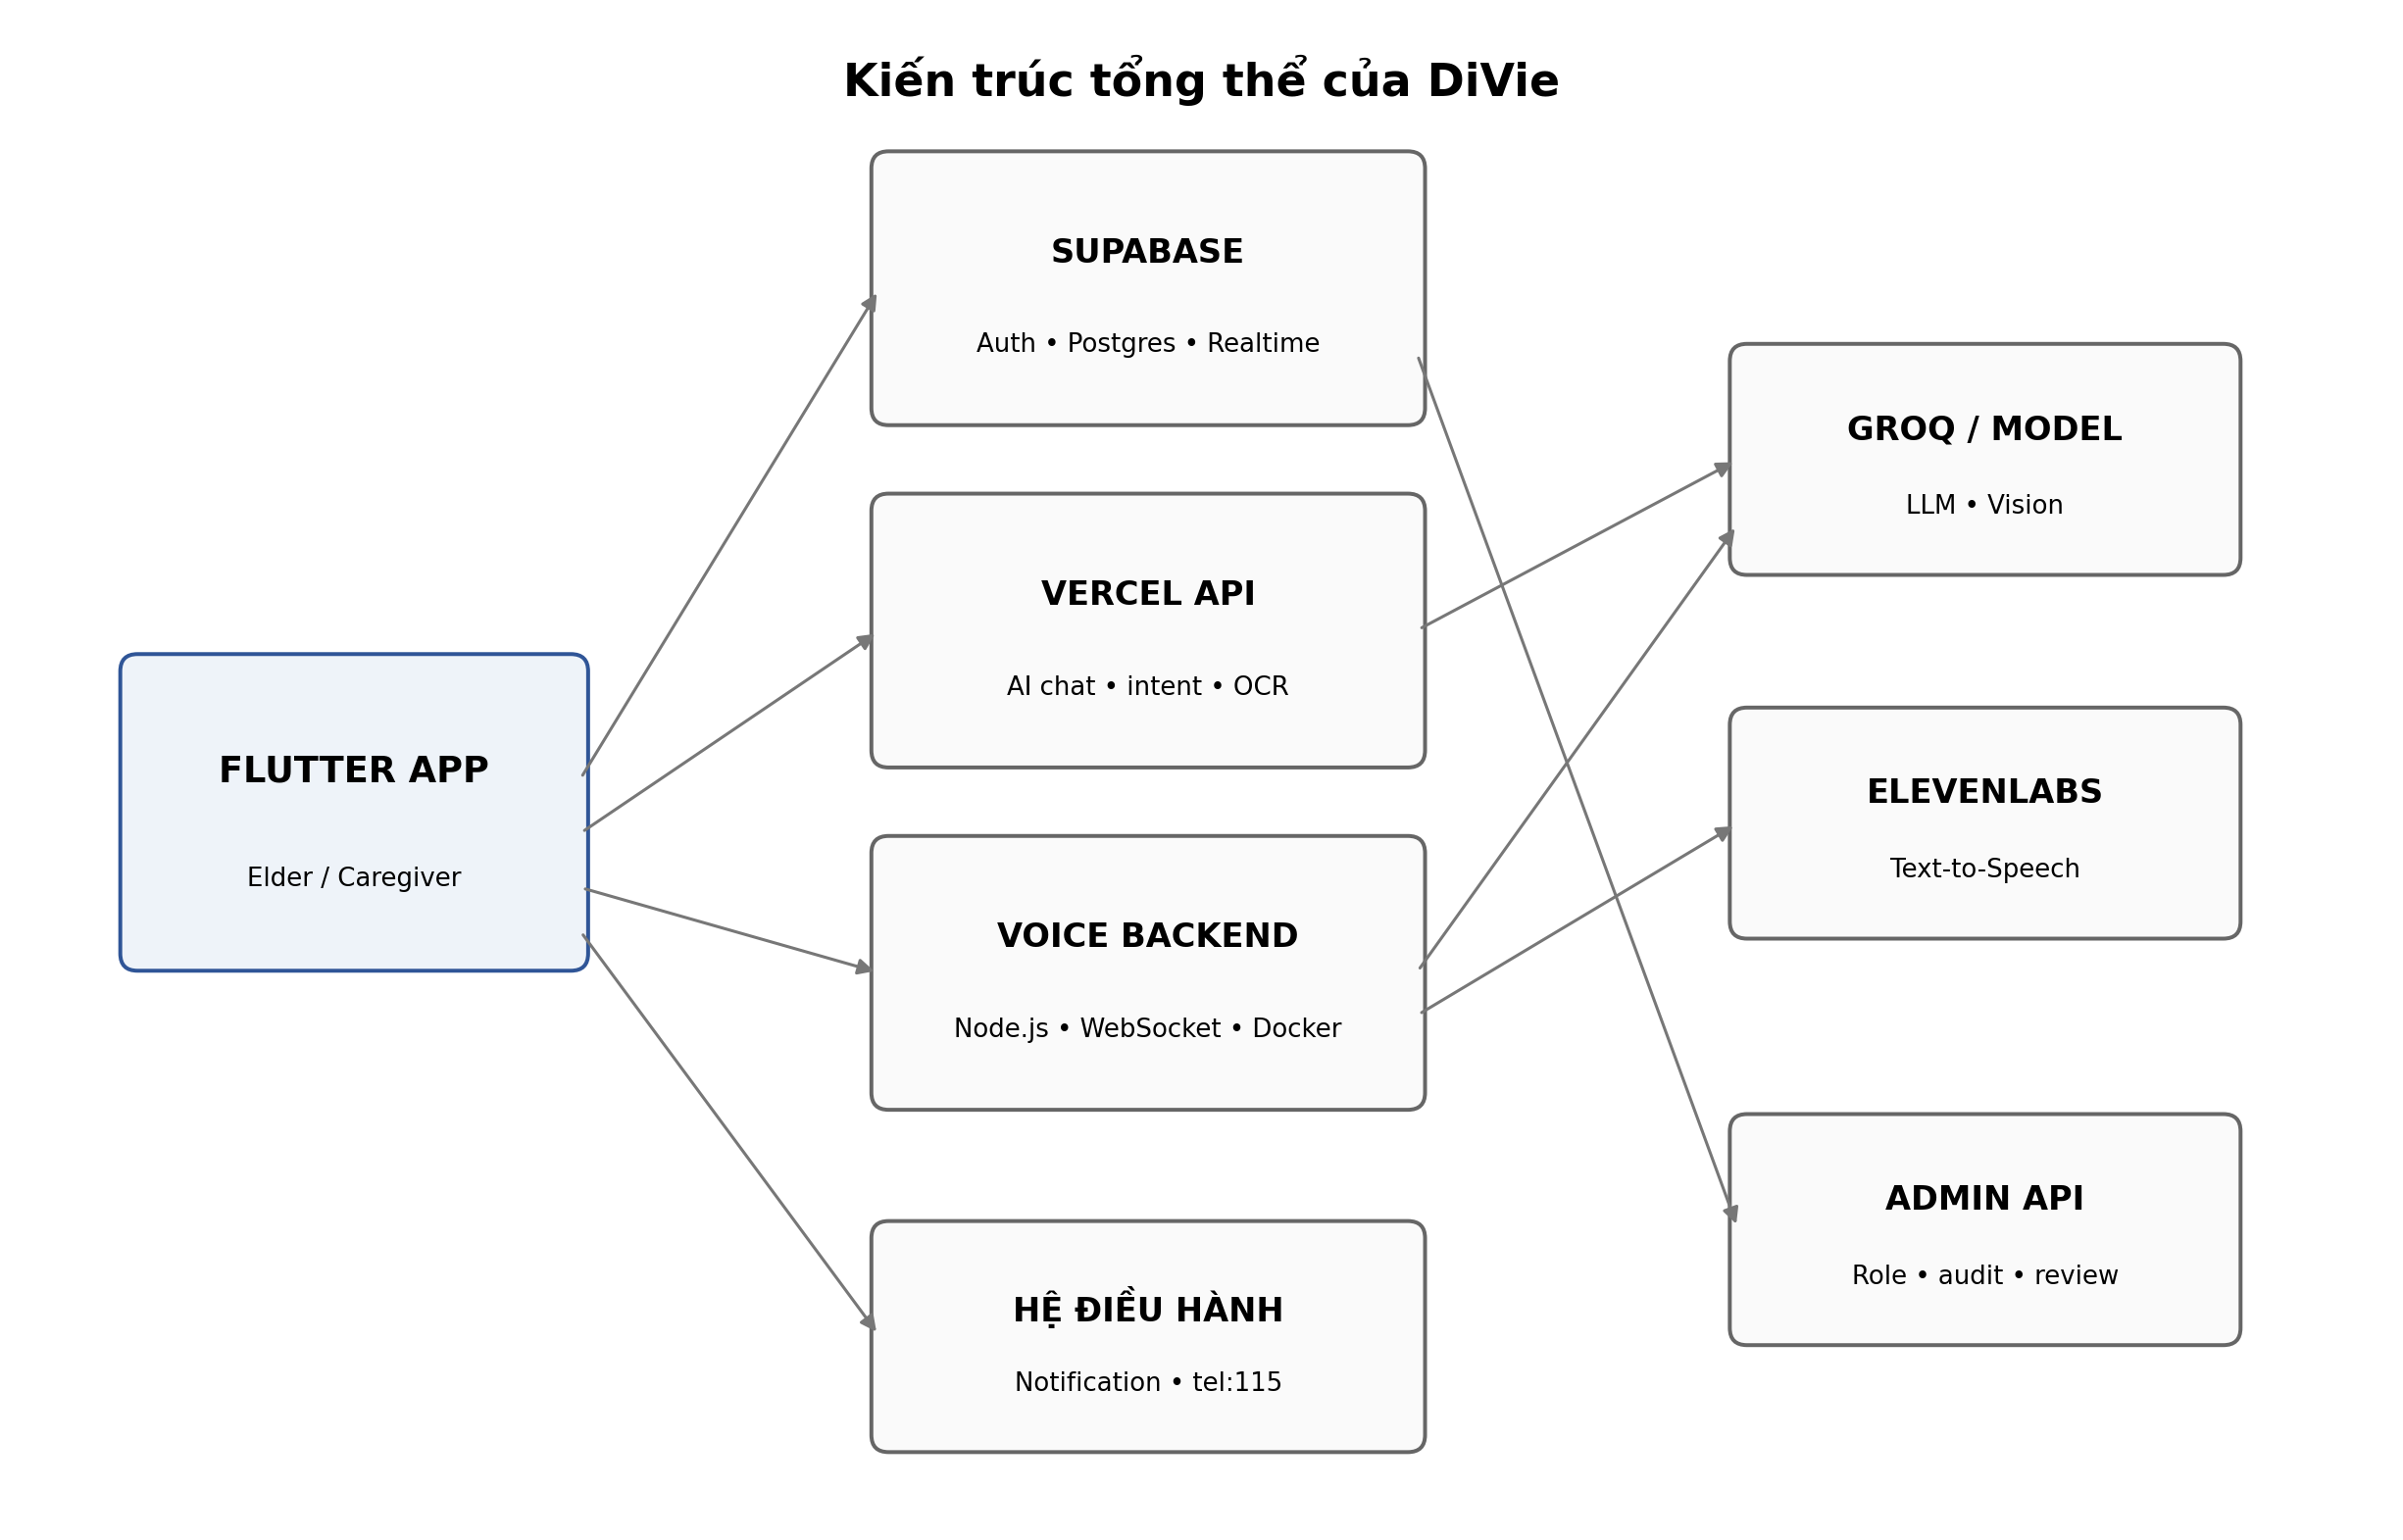 Kiến trúc tổng thể của DiVie
FLUTTER APP
Elder / Caregiver
SUPABASE
Auth • Postgres • Realtime
VERCEL API
AI chat • intent • OCR
VOICE BACKEND
Node.js • WebSocket • Docker
HỆ ĐIỀU HÀNH
Notification • tel:115
GROQ / MODEL
LLM • Vision
ELEVENLABS
Text-to-Speech
ADMIN API
Role • audit • review